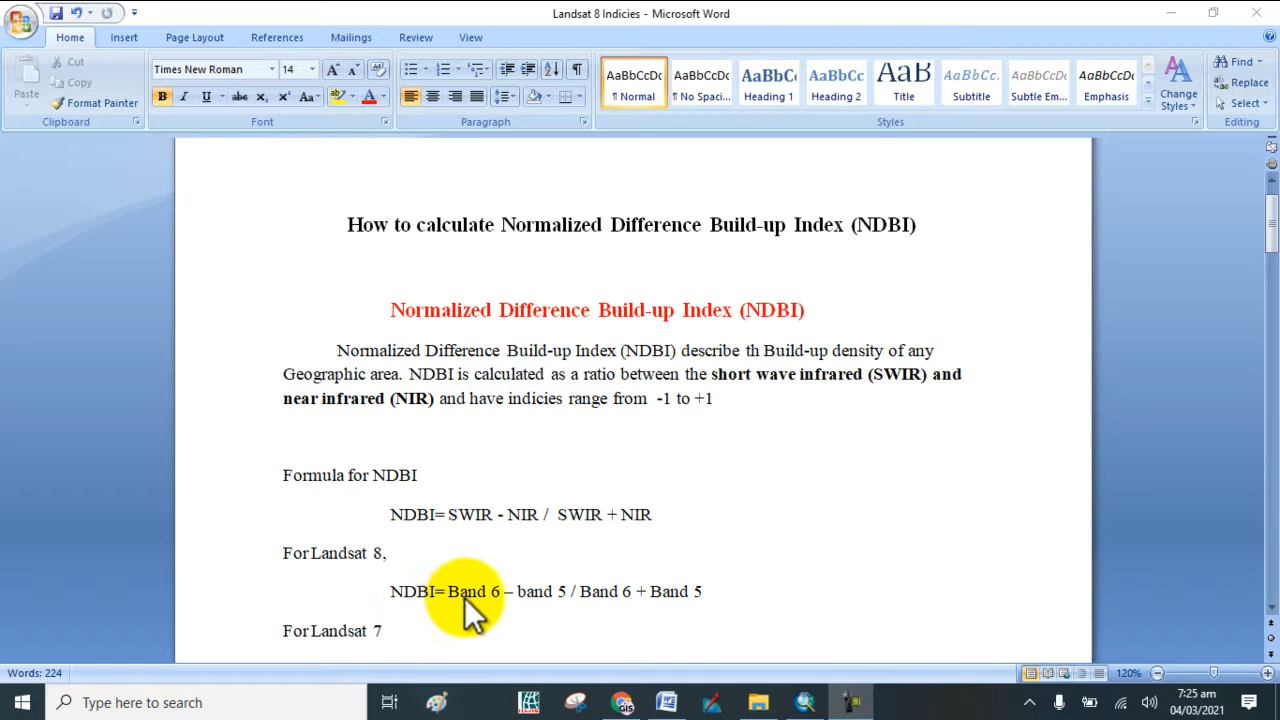 Landsat 8 Indicies - Microsoft Word
Home Insert Page Layout References Mailings Review View
Cut
Copy
Format Painter
Paste
Clipboard
Times New Roman 14
B I U abc x₂ x² Aa A
Font
Paragraph
AaBbCcDc AaBbCcDc AaBbC AaBbCc AaB AaBbCc. AaBbCcDc AaBbCcDc
¶ Normal ¶ No Spaci... Heading 1 Heading 2 Title Subtitle Subtle Em... Emphasis
Change Styles
Styles
Find
Replace
Select
Editing
How to calculate Normalized Difference Build-up Index (NDBI)
Normalized Difference Build-up Index (NDBI)
Normalized Difference Build-up Index (NDBI) describe th Build-up density of any
Geographic area. NDBI is calculated as a ratio between the short wave infrared (SWIR) and
near infrared (NIR) and have indicies range from -1 to +1
Formula for NDBI
NDBI= SWIR - NIR / SWIR + NIR
For Landsat 8,
NDBI= Band 6 – band 5 / Band 6 + Band 5
For Landsat 7
Words: 224
120%
Type here to search
7:25 am
04/03/2021